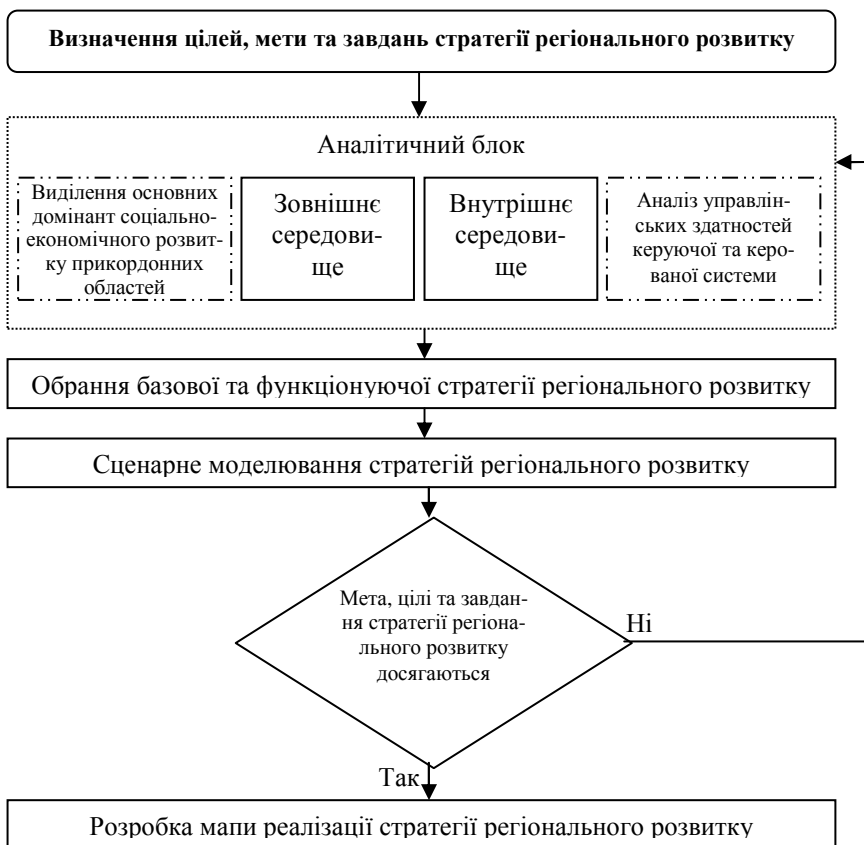 Визначення цілей, мети та завдань стратегії регіонального розвитку
Аналітичний блок
Виділення основних
домінант соціально-
економічного розвит-
ку прикордонних
областей
Зовнішнє
середови-
ще
Внутрішнє
середови-
ще
Аналіз управлін-
ських здатностей
керуючої та керо-
ваної системи
Обрання базової та функціонуючої стратегії регіонального розвитку
Сценарне моделювання стратегій регіонального розвитку
Мета, цілі та завдан-
ня стратегії регіона-
льного розвитку
досягаються
Ні
Так
Розробка мапи реалізації стратегії регіонального розвитку